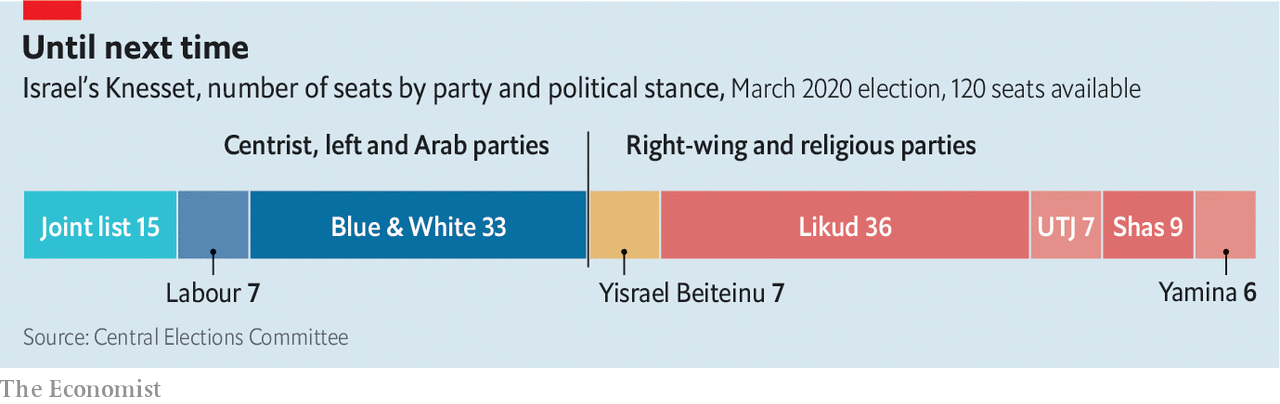 Until next time
Israel’s Knesset, number of seats by party and political stance, March 2020 election, 120 seats available
Centrist, left and Arab parties
Right-wing and religious parties
Joint list 15
Blue & White 33
Likud 36
UTJ 7
Shas 9
Labour 7
Yisrael Beiteinu 7
Yamina 6
Source: Central Elections Committee
The Economist